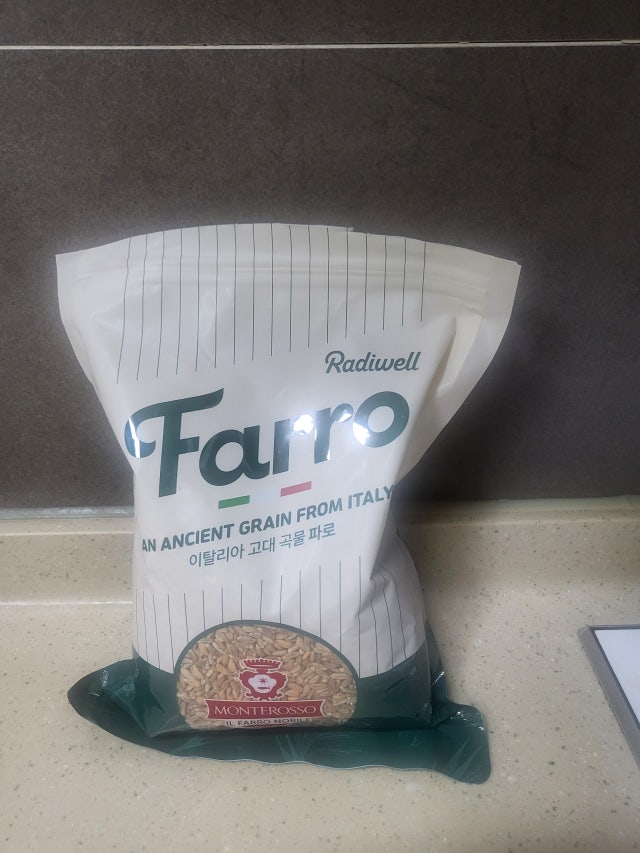 Radiwell
Farro
AN ANCIENT GRAIN FROM ITALY
이탈리아 고대 곡물 파로
MONTEROSSO
IL FARRO NOBILE